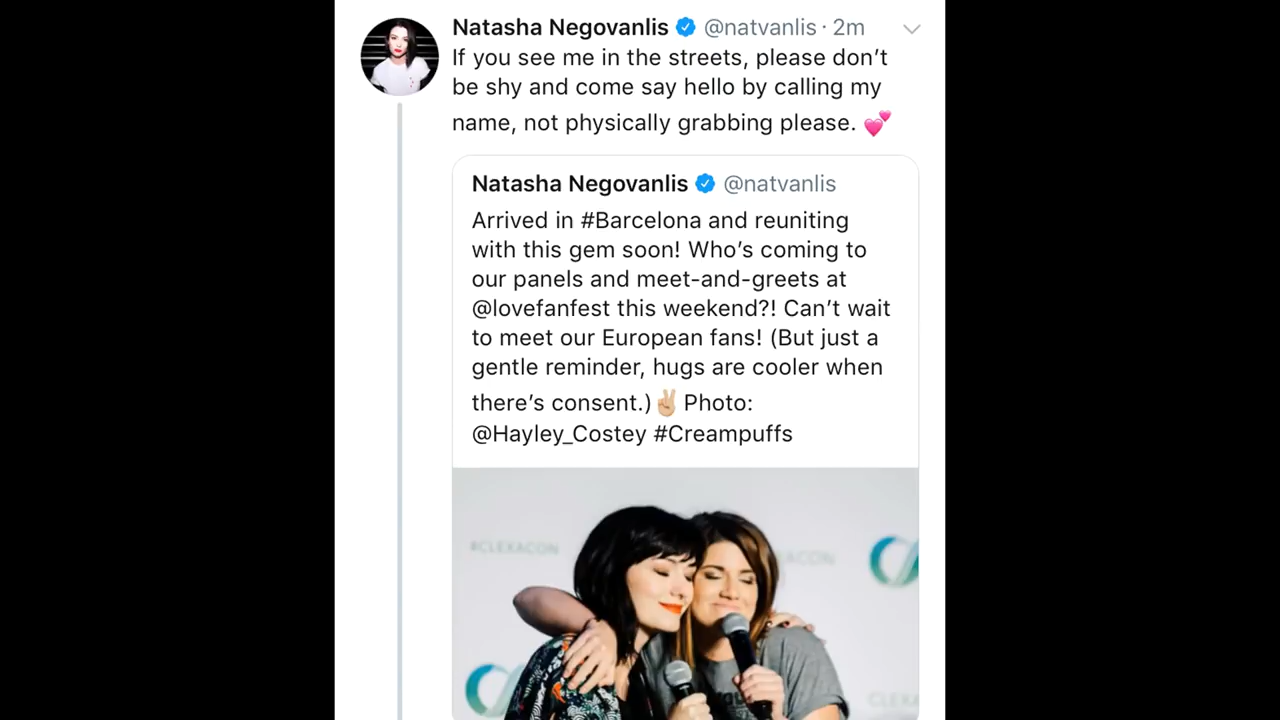 Natasha Negovanlis @natvanlis · 2m
If you see me in the streets, please don’t
be shy and come say hello by calling my
name, not physically grabbing please. 💕
Natasha Negovanlis @natvanlis
Arrived in #Barcelona and reuniting
with this gem soon! Who’s coming to
our panels and meet-and-greets at
@lovefanfest this weekend?! Can’t wait
to meet our European fans! (But just a
gentle reminder, hugs are cooler when
there’s consent.)✌🏼 Photo:
@Hayley_Costey #Creampuffs
#CLEXACON